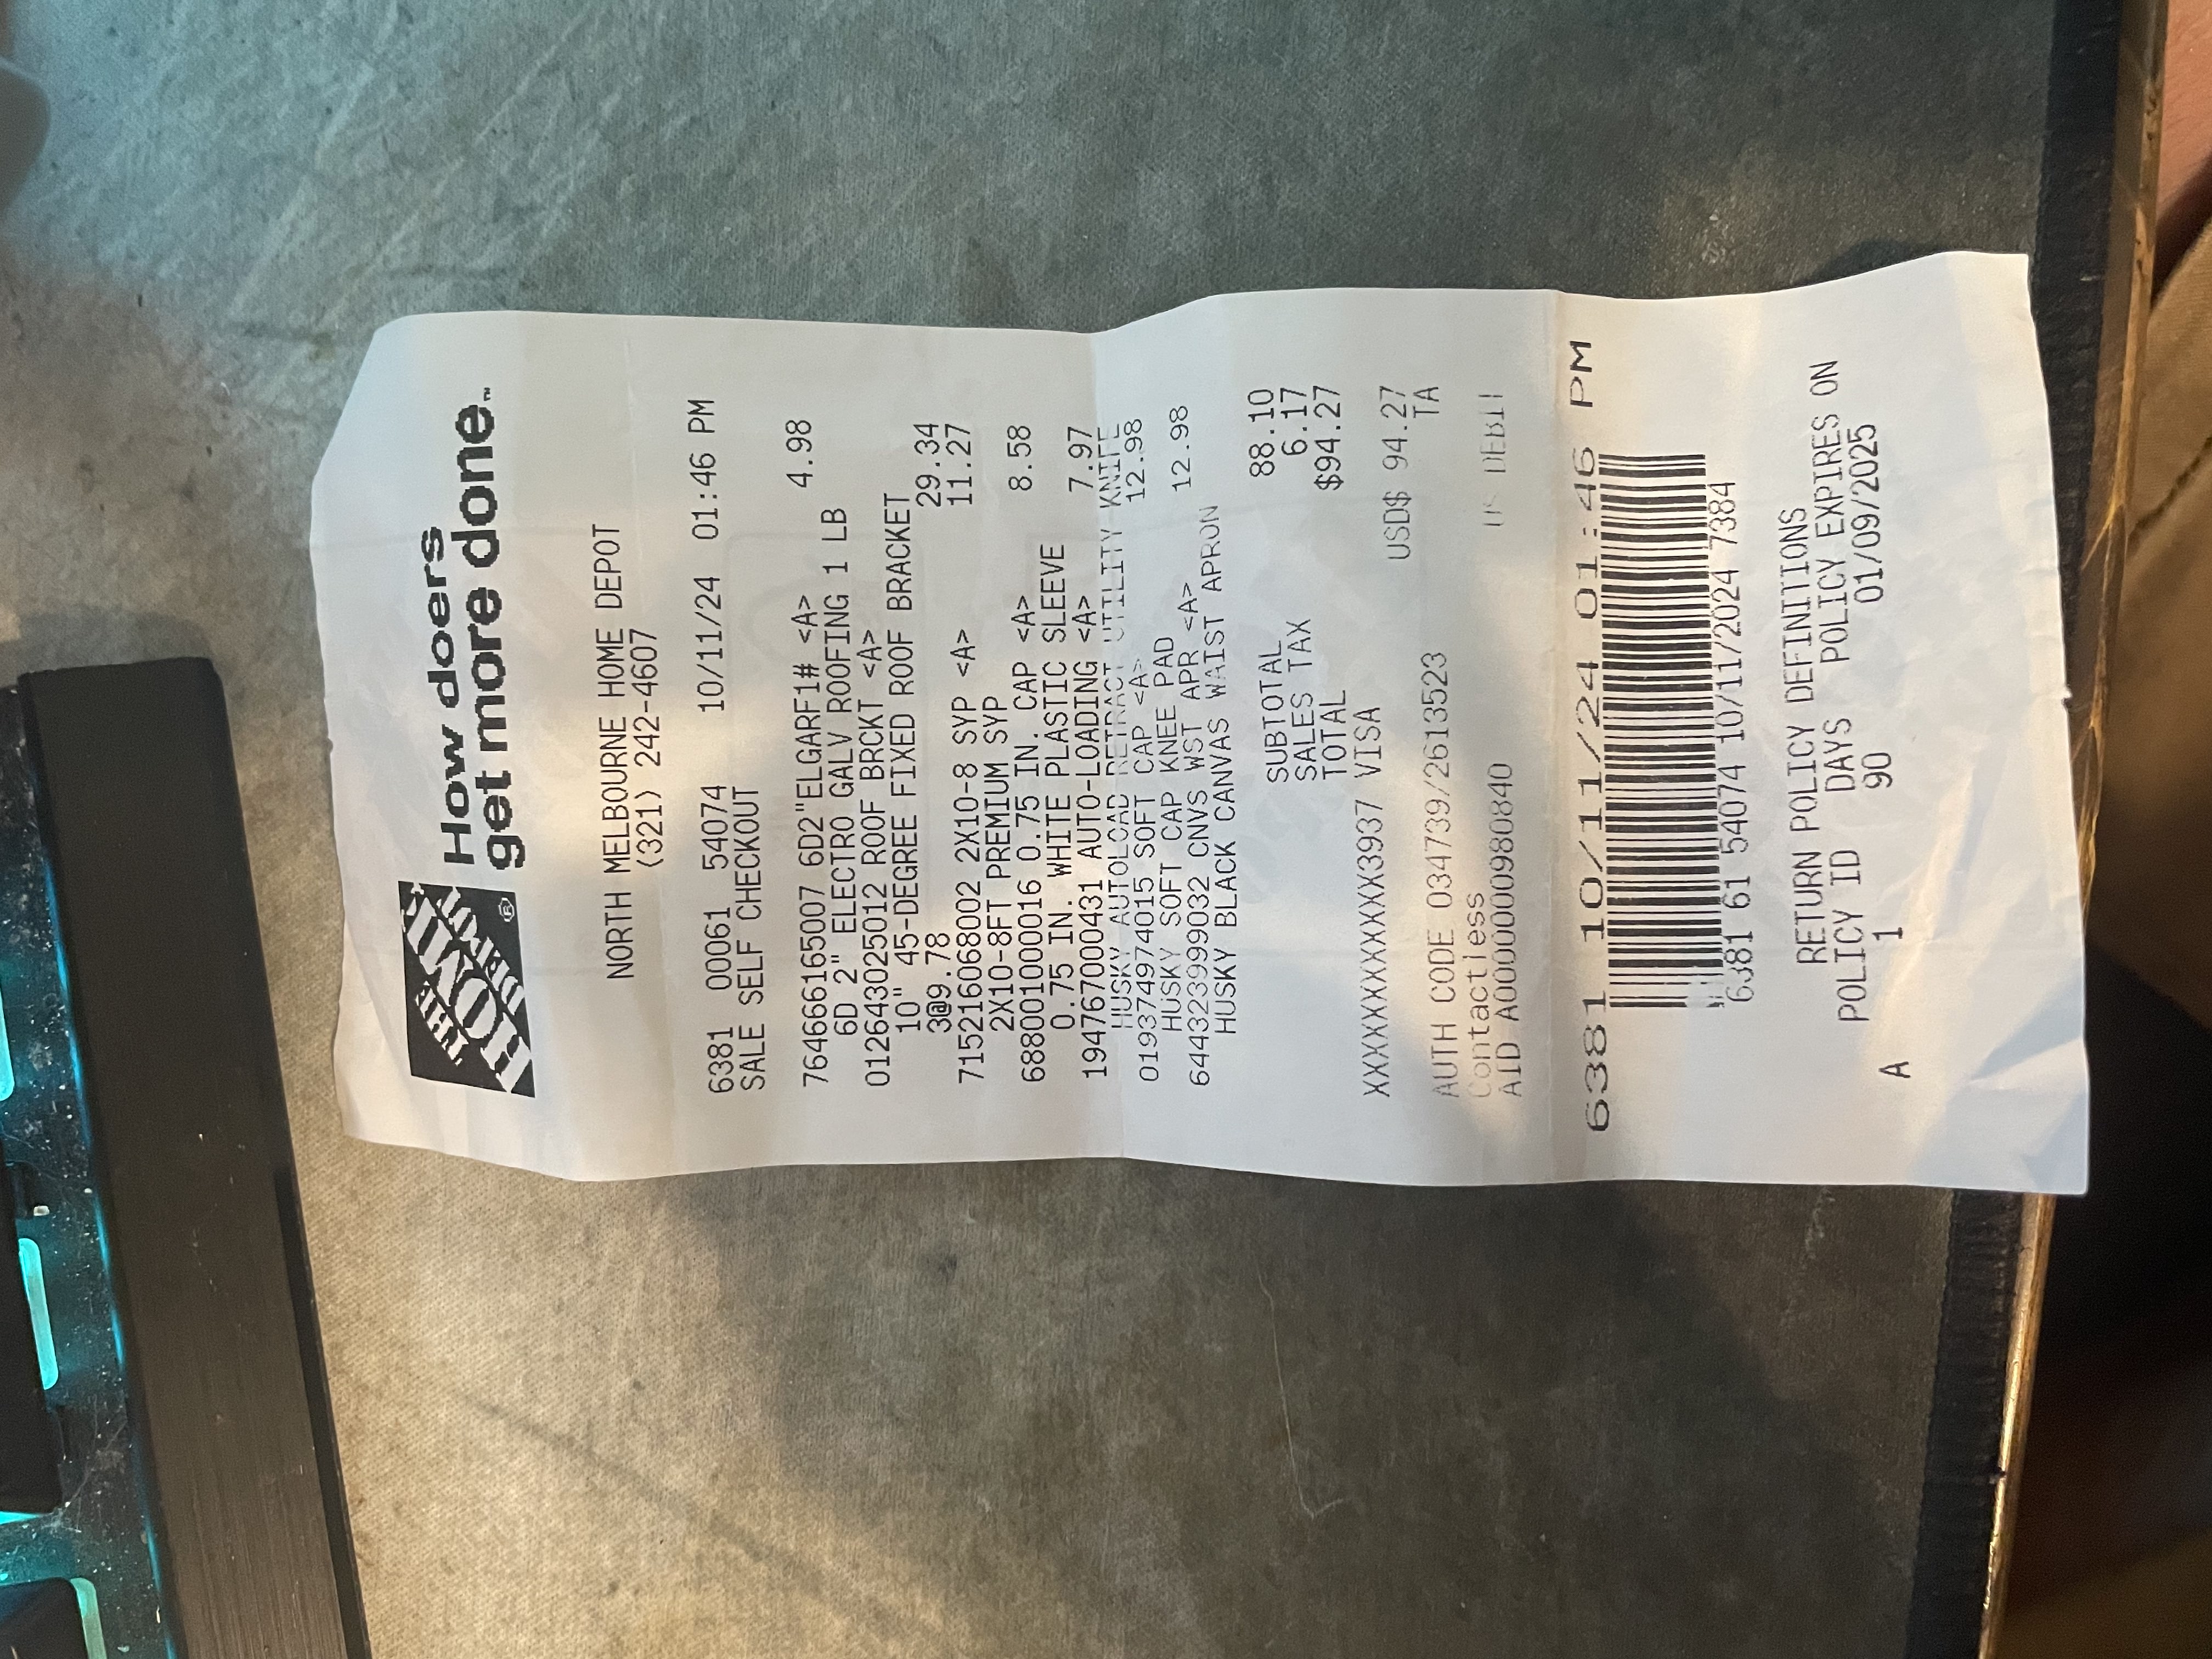 THE
HOME
DEPOT
®
How doers
get more done.™
NORTH MELBOURNE HOME DEPOT
(321) 242-4607
6381 00061 54074 10/11/24 01:46 PM
SALE SELF CHECKOUT
764666165007 6D2"ELGARF1# <A> 4.98
6D 2" ELECTRO GALV ROOFING 1 LB
012643025012 ROOF BRCKT <A>
10" 45-DEGREE FIXED ROOF BRACKET
3@9.78 29.34
715216068002 2X10-8 SYP <A> 11.27
2X10-8FT PREMIUM SYP
688001000016 0.75 IN. CAP <A> 8.58
0.75 IN. WHITE PLASTIC SLEEVE
194767000431 AUTO-LOADING <A> 7.97
HUSKY AUTOLOAD RETRACT UTILITY KNIFE
019374974015 SOFT CAP <A> 12.98
HUSKY SOFT CAP KNEE PAD
644323999032 CNVS WST APR <A> 12.98
HUSKY BLACK CANVAS WAIST APRON
SUBTOTAL 88.10
SALES TAX 6.17
TOTAL $94.27
XXXXXXXXXXXX3937 VISA
USD$ 94.27
AUTH CODE 034739/2613523 TA
Contactless
AID A0000000980840 US DEBIT
6381 10/11/24 01:46 PM
6381 61 54074 10/11/2024 7384
RETURN POLICY DEFINITIONS
POLICY ID DAYS POLICY EXPIRES ON
A 1 90 01/09/2025